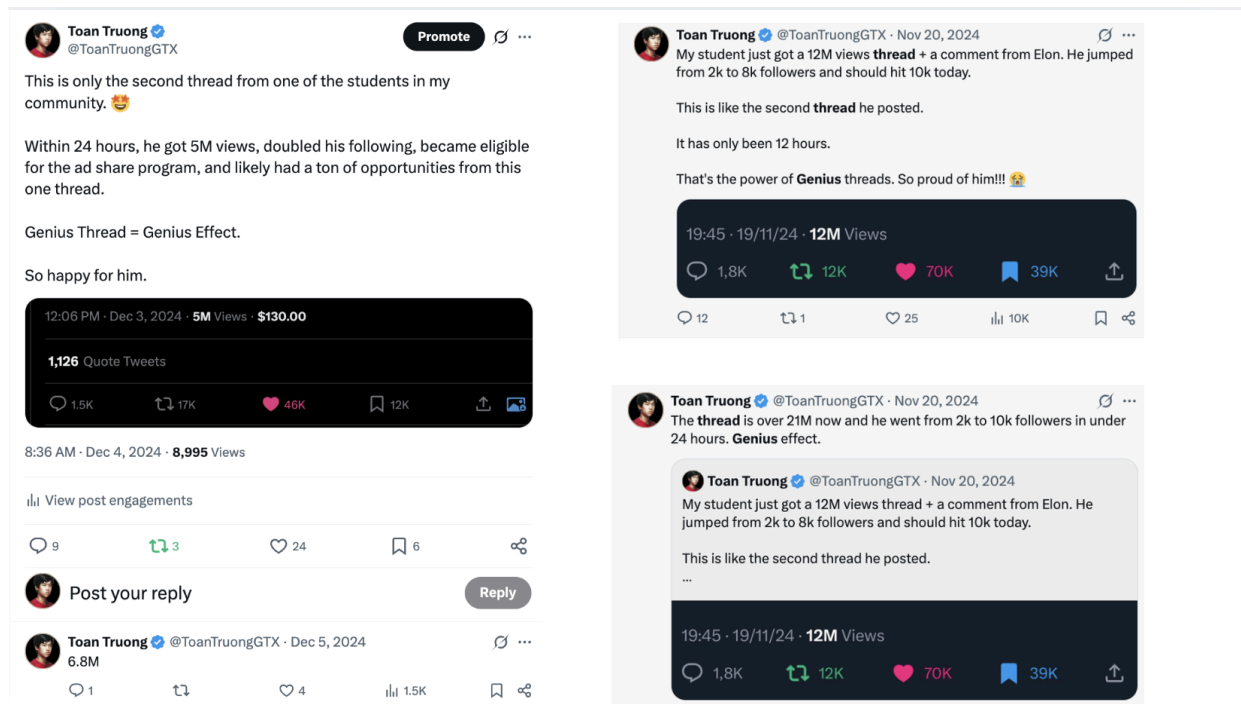 Toan Truong
@ToanTruongGTX
Promote
This is only the second thread from one of the students in my
community. 🤩
Within 24 hours, he got 5M views, doubled his following, became eligible
for the ad share program, and likely had a ton of opportunities from this
one thread.
Genius Thread = Genius Effect.
So happy for him.
12:06 PM · Dec 3, 2024 · 5M Views · $130.00
1,126 Quote Tweets
1.5K 17K 46K 12K
8:36 AM · Dec 4, 2024 · 8,995 Views
View post engagements
9 3 24 6
Post your reply
Reply
Toan Truong @ToanTruongGTX · Dec 5, 2024
6.8M
1 4 1.5K
Toan Truong @ToanTruongGTX · Nov 20, 2024
My student just got a 12M views thread + a comment from Elon. He jumped
from 2k to 8k followers and should hit 10k today.
This is like the second thread he posted.
It has only been 12 hours.
That's the power of Genius threads. So proud of him!!! 😭
19:45 · 19/11/24 · 12M Views
1,8K 12K 70K 39K
12 1 25 10K
Toan Truong @ToanTruongGTX · Nov 20, 2024
The thread is over 21M now and he went from 2k to 10k followers in under
24 hours. Genius effect.
Toan Truong @ToanTruongGTX · Nov 20, 2024
My student just got a 12M views thread + a comment from Elon. He
jumped from 2k to 8k followers and should hit 10k today.
This is like the second thread he posted.
...
19:45 · 19/11/24 · 12M Views
1,8K 12K 70K 39K